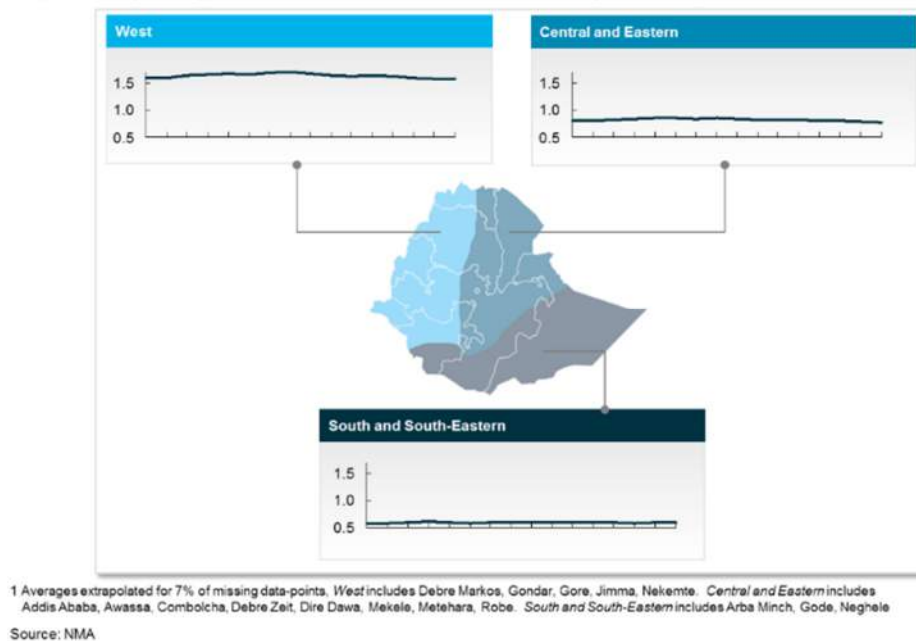 West
1.5
1.0
0.5
Central and Eastern
1.5
1.0
0.5
South and South-Eastern
1.5
1.0
0.5
1 Averages extrapolated for 7% of missing data-points, West includes Debre Markos, Gondar, Gore, Jimma, Nekemte. Central and Eastern includes
Addis Ababa, Awassa, Combolcha, Debre Zeit, Dire Dawa, Mekele, Metehara, Robe. South and South-Eastern includes Arba Minch, Gode, Neghele
Source: NMA